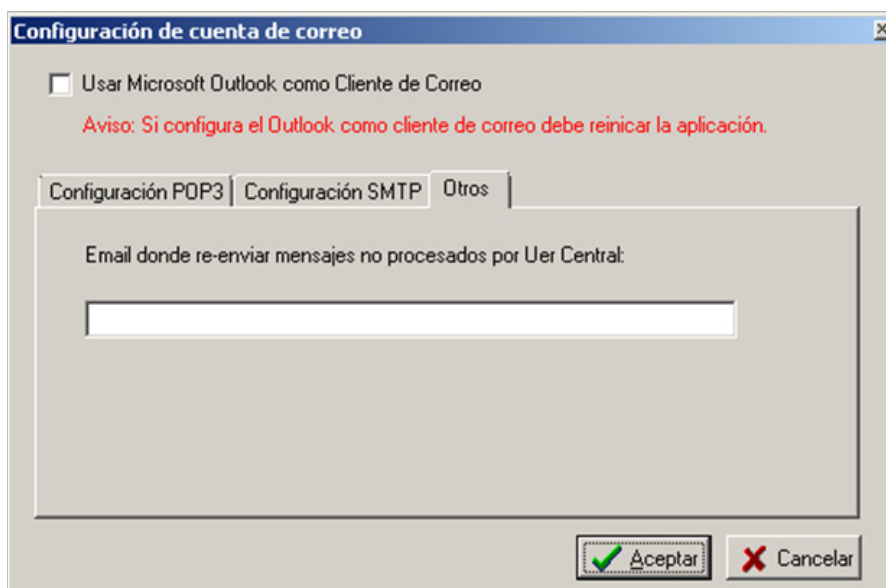 Configuración de cuenta de correo
Usar Microsoft Outlook como Cliente de Correo
Aviso: Si configura el Outlook como cliente de correo debe reinicar la aplicación.
Configuración POP3 Configuración SMTP Otros
Email donde re-enviar mensajes no procesados por Uer Central:
Aceptar Cancelar